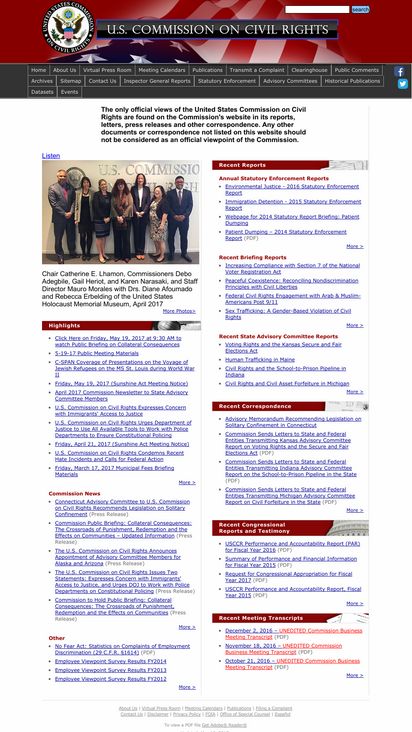 UNITED STATES COMMISSION ON CIVIL RIGHTS
U.S. COMMISSION ON CIVIL RIGHTS
search
Home
About Us
Virtual Press Room
Meeting Calendars
Publications
Transmit a Complaint
Clearinghouse
Public Comments
Archives
Sitemap
Contact Us
Inspector General Reports
Statutory Enforcement
Advisory Committees
Historical Publications
Datasets
Events
The only official views of the United States Commission on Civil
Rights are found on the Commission's website in its reports,
letters, press releases and other correspondence. Any other
documents or correspondence not listed on this website should
not be considered as an official viewpoint of the Commission.
Listen
Chair Catherine E. Lhamon, Commissioners Debo
Adegbile, Gail Heriot, and Karen Narasaki, and Staff
Director Mauro Morales with Drs. Diane Afoumado
and Rebecca Erbelding of the United States
Holocaust Memorial Museum, April 2017
More Photos>
Highlights
Click Here on Friday, May 19, 2017 at 9:30 AM to
watch Public Briefing on Collateral Consequences
5-19-17 Public Meeting Materials
C-SPAN Coverage of Presentations on the Voyage of
Jewish Refugees on the MS St. Louis during World War
II
Friday, May 19, 2017 (Sunshine Act Meeting Notice)
April 2017 Commission Newsletter to State Advisory
Committee Members
U.S. Commission on Civil Rights Expresses Concern
with Immigrants' Access to Justice
U.S. Commission on Civil Rights Urges Department of
Justice to Use All Available Tools to Work with Police
Departments to Ensure Constitutional Policing
Friday, April 21, 2017 (Sunshine Act Meeting Notice)
U.S. Commission on Civil Rights Condemns Recent
Hate Incidents and Calls for Federal Action
Friday, March 17, 2017 Municipal Fees Briefing
Materials
More >
Commission News
Connecticut Advisory Committee to U.S. Commission
on Civil Rights Recommends Legislation on Solitary
Confinement (Press Release)
Commission Public Briefing: Collateral Consequences:
The Crossroads of Punishment, Redemption and the
Effects on Communities – Updated Information (Press
Release)
The U.S. Commission on Civil Rights Announces
Appointment of Advisory Committee Members for
Alaska and Arizona (Press Release)
The U.S. Commission on Civil Rights Issues Two
Statements: Expresses Concern with Immigrants'
Access to Justice, and Urges DOJ to Work with Police
Departments on Constitutional Policing (Press Release)
Commission to Hold Public Briefing: Collateral
Consequences: The Crossroads of Punishment,
Redemption and the Effects on Communities (Press
Release)
More >
Other
No Fear Act: Statistics on Complaints of Employment
Discrimination (29 C.F.R. §1614) (PDF)
Employee Viewpoint Survey Results FY2014
Employee Viewpoint Survey Results FY2013
Employee Viewpoint Survey Results FY2012
More >
Recent Reports
Annual Statutory Enforcement Reports
Environmental Justice - 2016 Statutory Enforcement
Report
Immigration Detention - 2015 Statutory Enforcement
Report
Webpage for 2014 Statutory Report Briefing: Patient
Dumping
Patient Dumping – 2014 Statutory Enforcement
Report (PDF)
More >
Recent Briefing Reports
Increasing Compliance with Section 7 of the National
Voter Registration Act
Peaceful Coexistence: Reconciling Nondiscrimination
Principles with Civil Liberties
Federal Civil Rights Engagement with Arab & Muslim-
Americans Post 9/11
Sex Trafficking: A Gender-Based Violation of Civil
Rights
More >
Recent State Advisory Committee Reports
Voting Rights and the Kansas Secure and Fair
Elections Act
Human Trafficking in Maine
Civil Rights and the School-to-Prison Pipeline in
Indiana
Civil Rights and Civil Asset Forfeiture in Michigan
More >
Recent Correspondence
Advisory Memorandum Recommending Legislation on
Solitary Confinement in Connecticut
Commission Sends Letters to State and Federal
Entities Transmitting Kansas Advisory Committee
Report on Voting Rights and the Secure and Fair
Elections Act (PDF)
Commission Sends Letters to State and Federal
Entities Transmitting Indiana Advisory Committee
Report on the School-to-Prison Pipeline in the State
(PDF)
Commission Sends Letters to State and Federal
Entities Transmitting Michigan Advisory Committee
Report on Civil Forfeiture in the State (PDF)
More >
Recent Congressional
Reports and Testimony
USCCR Performance and Accountability Report (PAR)
for Fiscal Year 2016 (PDF)
Summary of Performance and Financial Information
for Fiscal Year 2015 (PDF)
Request for Congressional Appropriation for Fiscal
Year 2017 (PDF)
USCCR Performance and Accountability Report, Fiscal
Year 2015 (PDF)
More >
Recent Meeting Transcripts
December 2, 2016 – UNEDITED Commission Business
Meeting Transcript (PDF)
November 18, 2016 – UNEDITED Commission
Business Meeting Transcript (PDF)
October 21, 2016 – UNEDITED Commission Business
Meeting Transcript (PDF)
More >
About Us | Virtual Press Room | Meeting Calendars | Publications | Filing a Complaint
Contact Us | Disclaimer | Privacy Policy | FOIA | Office of Special Counsel | Español
To view a PDF file Get Adobe® Reader®